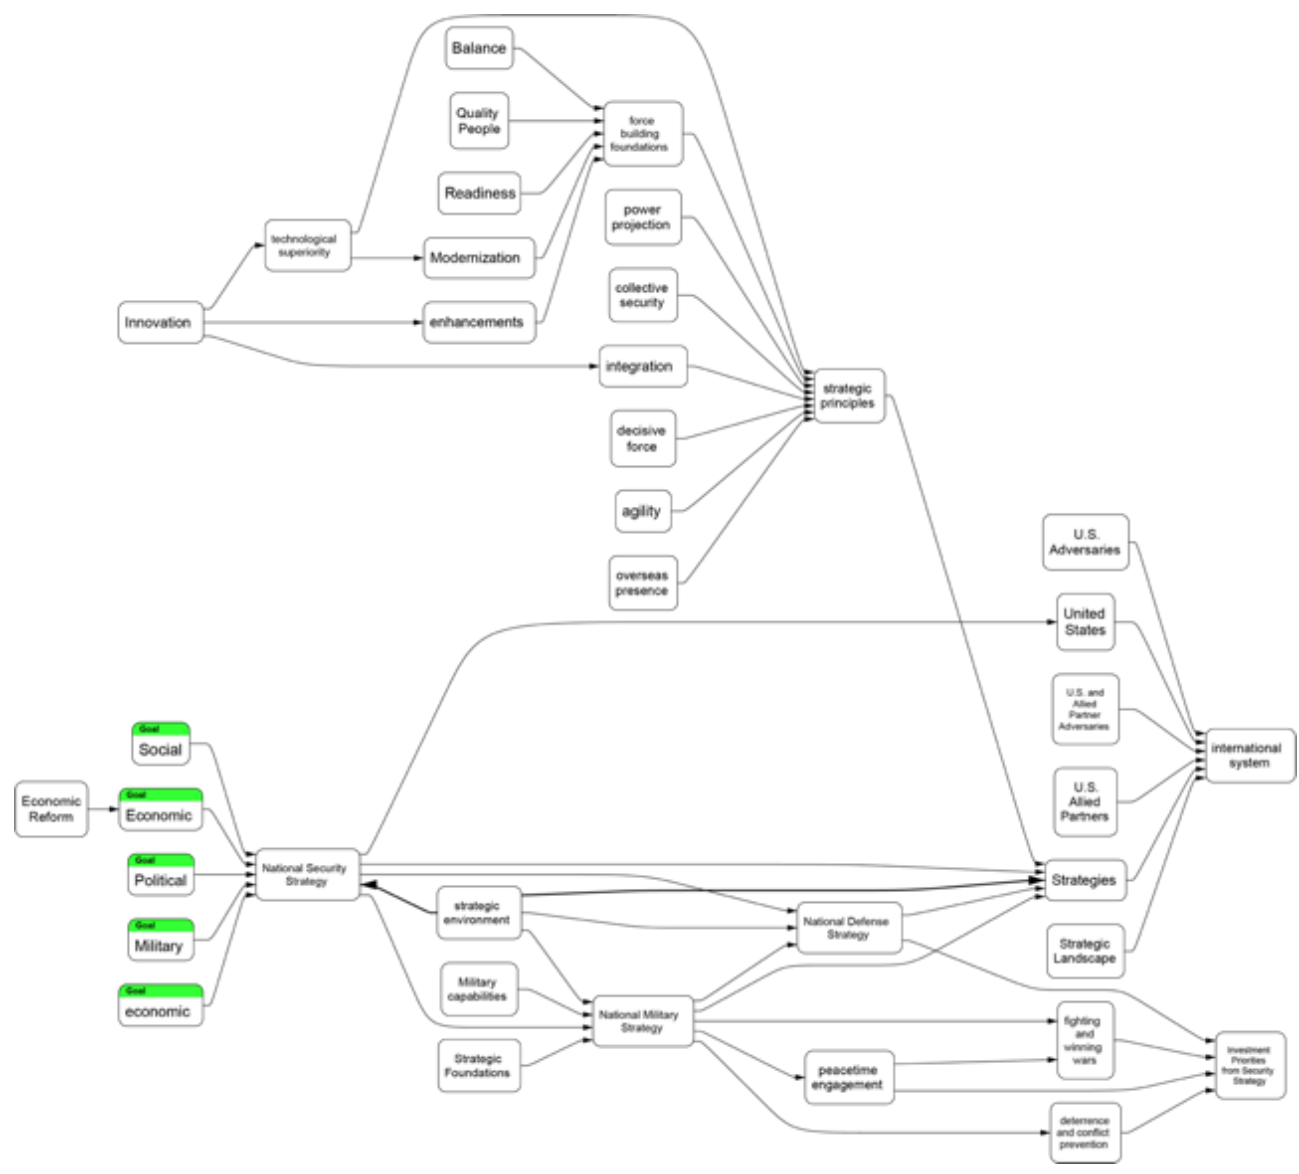 Balance
Quality
People
force
building
foundations
Readiness
power
projection
technological
superiority
Modernization
collective
security
Innovation
enhancements
integration
strategic
principles
decisive
force
agility
overseas
presence
U.S.
Adversaries
United
States
U.S. and
Allied
Partner
Adversaries
international
system
U.S.
Allied
Partners
Goal
Social
Economic
Reform
Goal
Economic
Goal
Political
Goal
Military
Goal
economic
National Security
Strategy
strategic
environment
Strategies
National Defense
Strategy
Strategic
Landscape
Military
capabilities
National Military
Strategy
Strategic
Foundations
fighting
and
winning
wars
peacetime
engagement
deterrence
and conflict
prevention
Investment
Priorities
from Security
Strategy